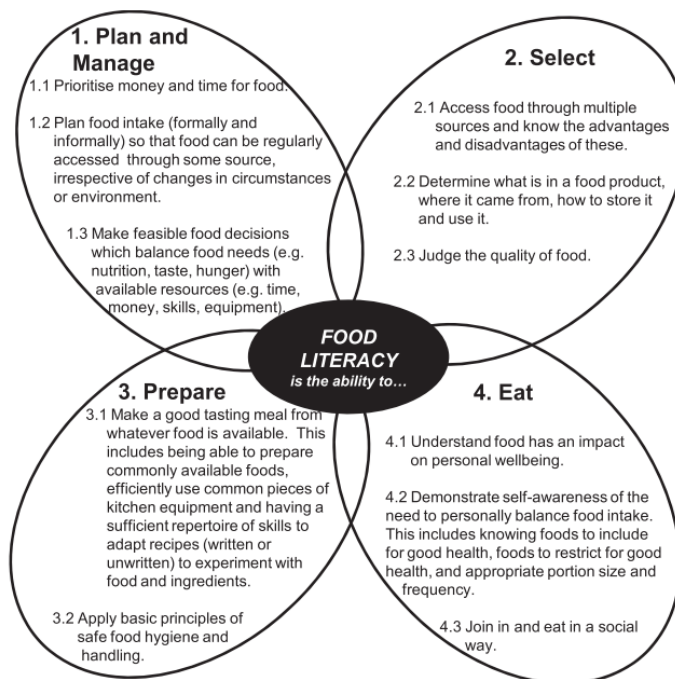 1. Plan and
Manage
1.1 Prioritise money and time for food.
1.2 Plan food intake (formally and
informally) so that food can be regularly
accessed through some source,
irrespective of changes in circumstances
or environment.
1.3 Make feasible food decisions
which balance food needs (e.g.
nutrition, taste, hunger) with
available resources (e.g. time,
money, skills, equipment).
2. Select
2.1 Access food through multiple
sources and know the advantages
and disadvantages of these.
2.2 Determine what is in a food product,
where it came from, how to store it
and use it.
2.3 Judge the quality of food.
FOOD
LITERACY
is the ability to...
3. Prepare
3.1 Make a good tasting meal from
whatever food is available. This
includes being able to prepare
commonly available foods,
efficiently use common pieces of
kitchen equipment and having a
sufficient repertoire of skills to
adapt recipes (written or
unwritten) to experiment with
food and ingredients.
3.2 Apply basic principles of
safe food hygiene and
handling.
4. Eat
4.1 Understand food has an impact
on personal wellbeing.
4.2 Demonstrate self-awareness of the
need to personally balance food intake.
This includes knowing foods to include
for good health, foods to restrict for good
health, and appropriate portion size and
frequency.
4.3 Join in and eat in a social
way.